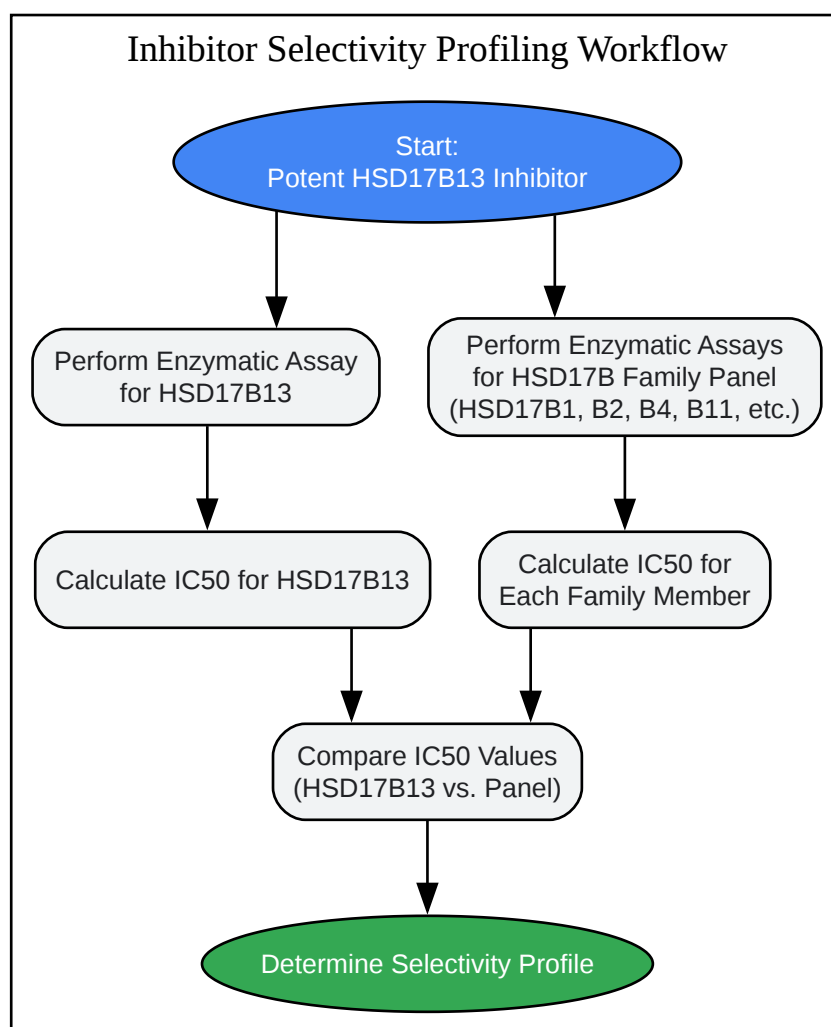 Inhibitor Selectivity Profiling Workflow
Start:
Potent HSD17B13 Inhibitor
Perform Enzymatic Assay
for HSD17B13
Perform Enzymatic Assays
for HSD17B Family Panel
(HSD17B1, B2, B4, B11, etc.)
Calculate IC50 for HSD17B13
Calculate IC50 for
Each Family Member
Compare IC50 Values
(HSD17B13 vs. Panel)
Determine Selectivity Profile